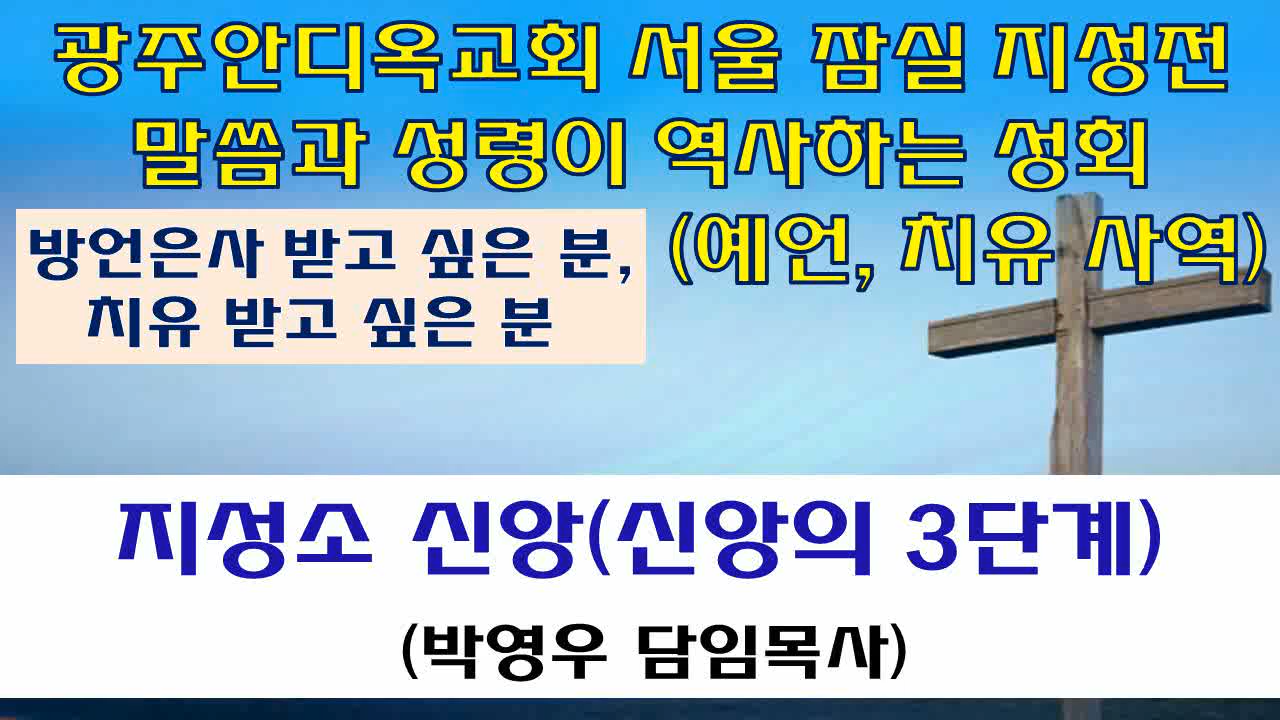 광주안디옥교회 서울 잠실 지성전
말씀과 성령이 역사하는 성회
(예언, 치유 사역)
방언은사 받고 싶은 분,
치유 받고 싶은 분
지성소 신앙(신앙의 3단계)
(박영우 담임목사)